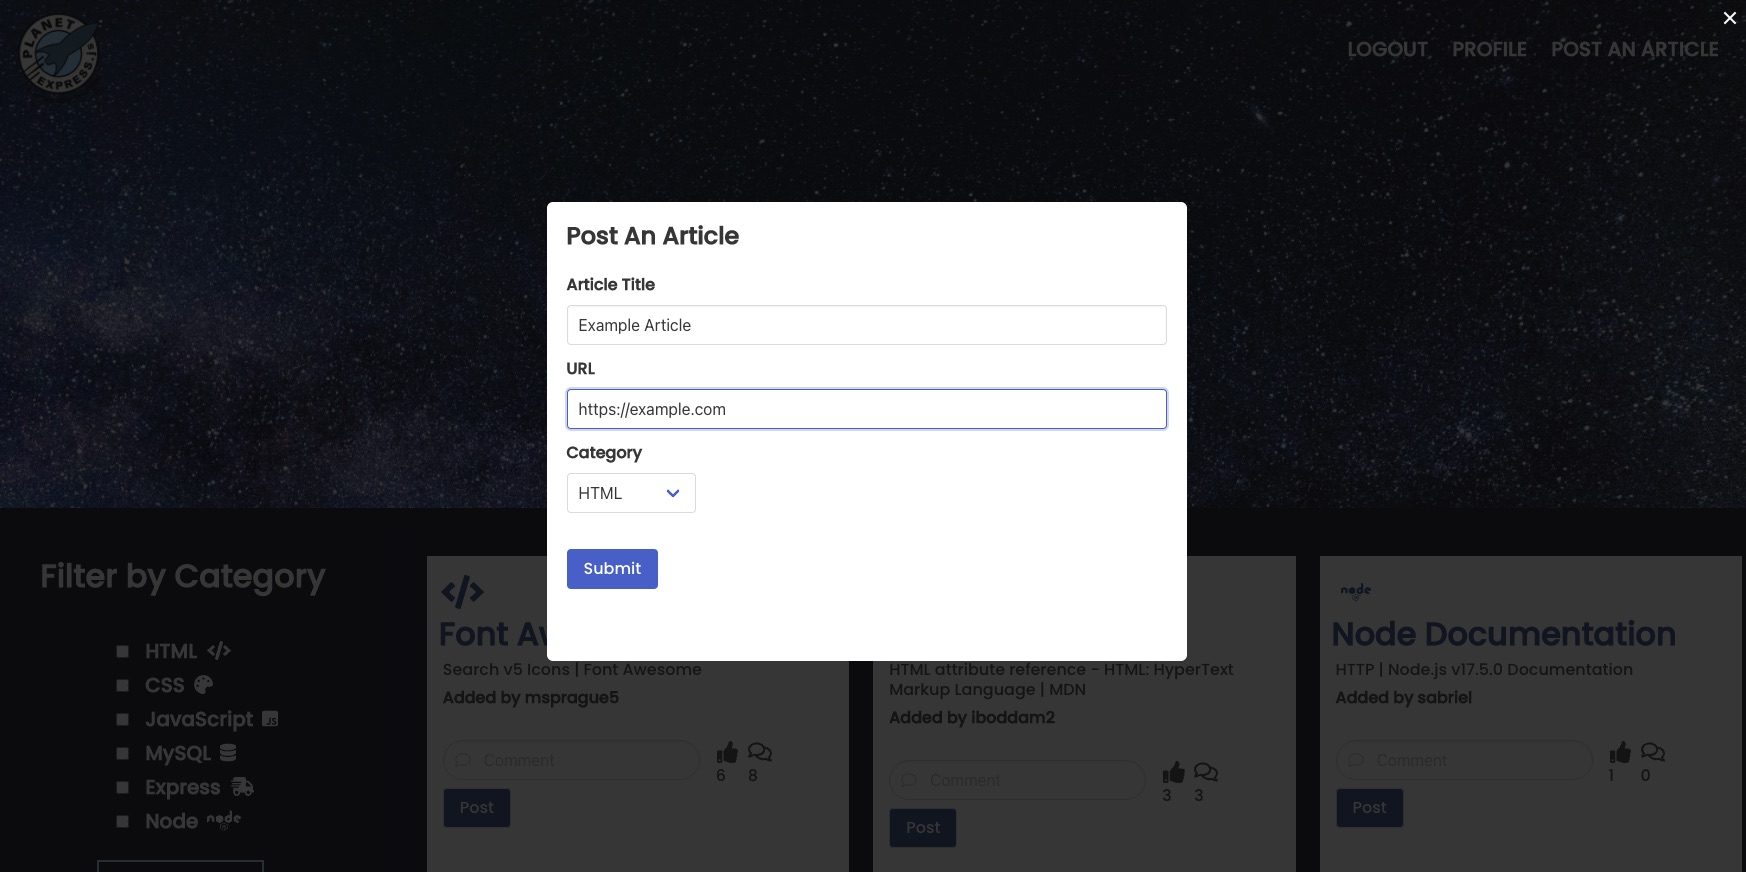 PLANET EXPRESS.js
LOGOUT PROFILE POST AN ARTICLE
Post An Article
Article Title
Example Article
URL
https://example.com
Category
HTML
Submit
Filter by Category
HTML
CSS
JavaScript JS
MySQL
Express
Node node
Font Aw
Search v5 Icons | Font Awesome
Added by msprague5
Comment
6 8
Post
HTML attribute reference - HTML: HyperText
Markup Language | MDN
Added by iboddam2
Comment
3 3
Post
node
Node Documentation
HTTP | Node.js v17.5.0 Documentation
Added by sabriel
Comment
1 0
Post